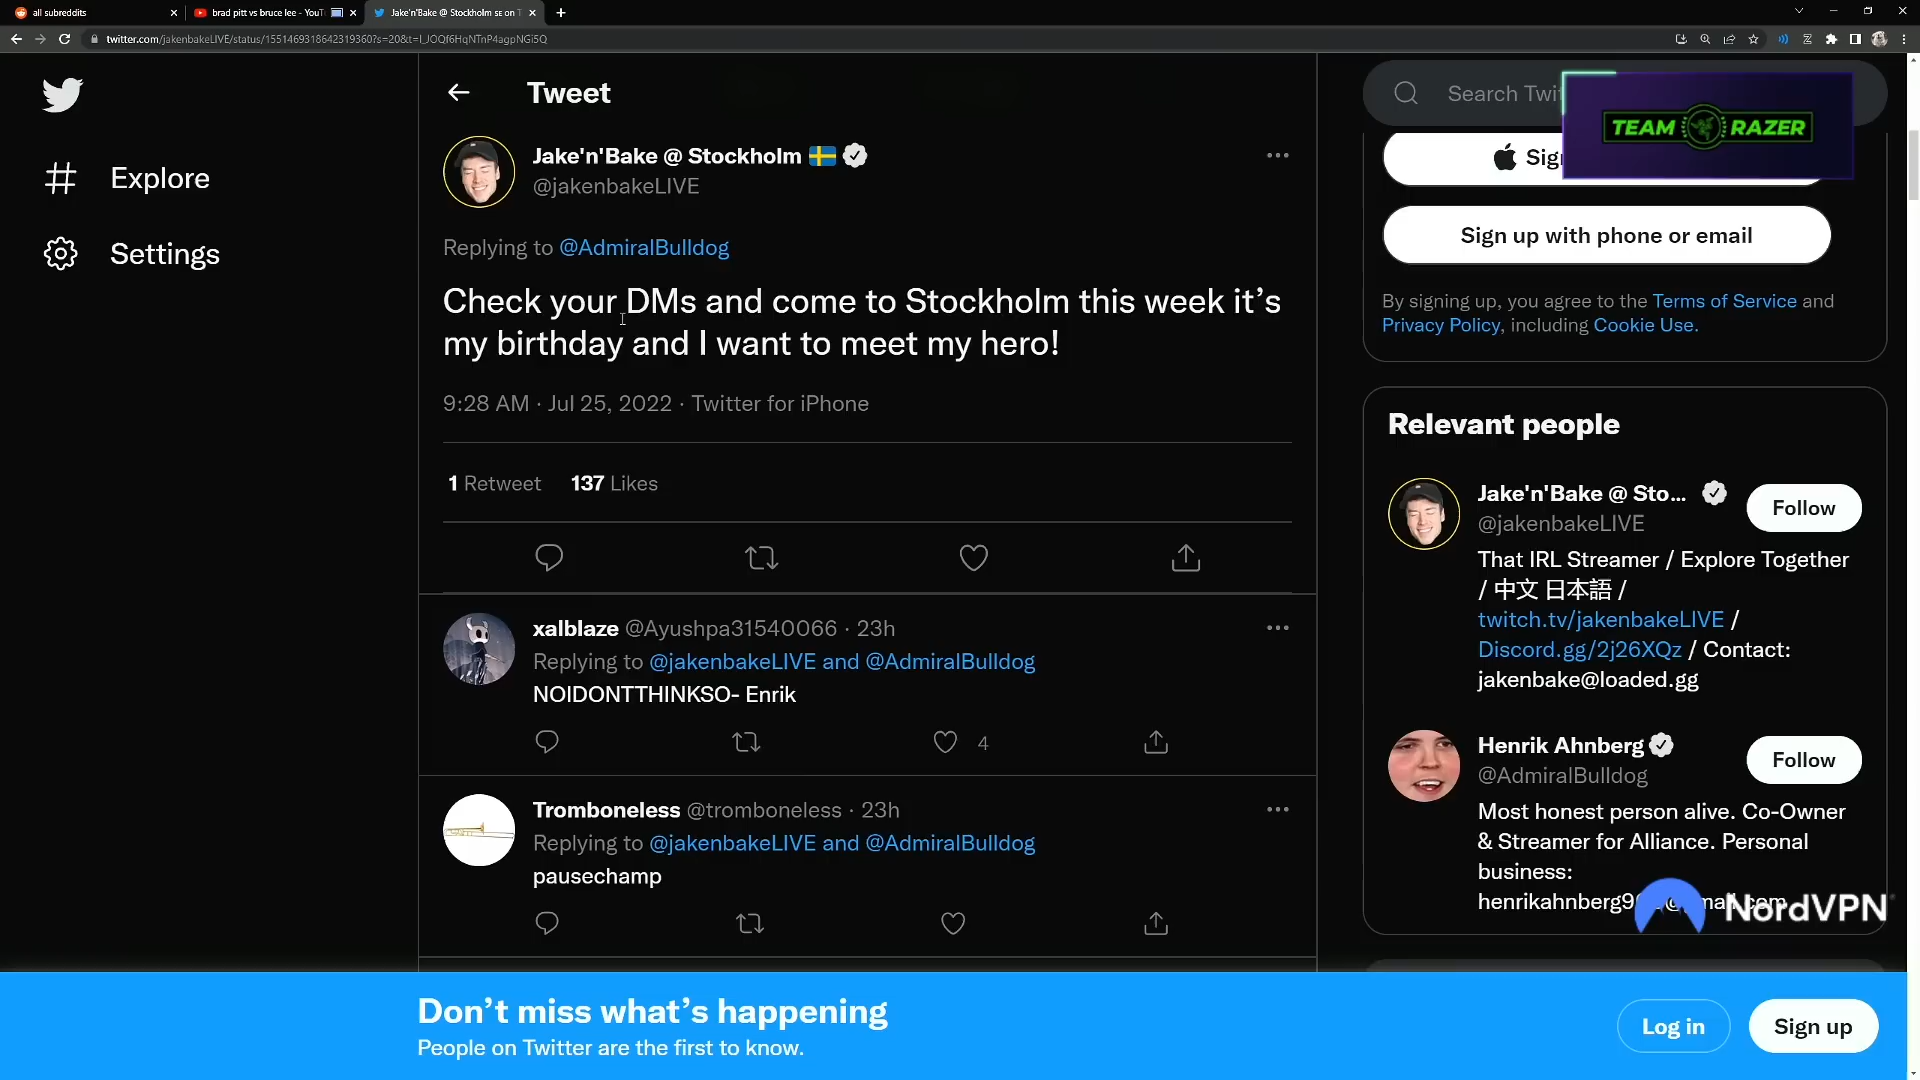 all subreddits
brad pitt vs bruce lee - YouT
Jake'n'Bake @ Stockholm SE on T
twitter.com/jakenbakeLIVE/status/1551469318642319360?s=20&t=I_JOQf6HqNTnP4agpNGi5Q
Explore
Settings
Tweet
Jake'n'Bake @ Stockholm
@jakenbakeLIVE
Replying to @AdmiralBulldog
Check your DMs and come to Stockholm this week it's
my birthday and I want to meet my hero!
9:28 AM · Jul 25, 2022 · Twitter for iPhone
1 Retweet 137 Likes
xalblaze @Ayushpa31540066 · 23h
Replying to @jakenbakeLIVE and @AdmiralBulldog
NOIDONTTHINKSO- Enrik
4
Tromboneless @tromboneless · 23h
Replying to @jakenbakeLIVE and @AdmiralBulldog
pausechamp
Search Twit
TEAM RAZER
Sig
Sign up with phone or email
By signing up, you agree to the Terms of Service and
Privacy Policy, including Cookie Use.
Relevant people
Jake'n'Bake @ Sto...
@jakenbakeLIVE
Follow
That IRL Streamer / Explore Together
/ 中文 日本語 /
twitch.tv/jakenbakeLIVE /
Discord.gg/2j26XQz / Contact:
jakenbake@loaded.gg
Henrik Ahnberg
@AdmiralBulldog
Follow
Most honest person alive. Co-Owner
& Streamer for Alliance. Personal
business:
NordVPN
Don't miss what's happening
People on Twitter are the first to know.
Log in
Sign up